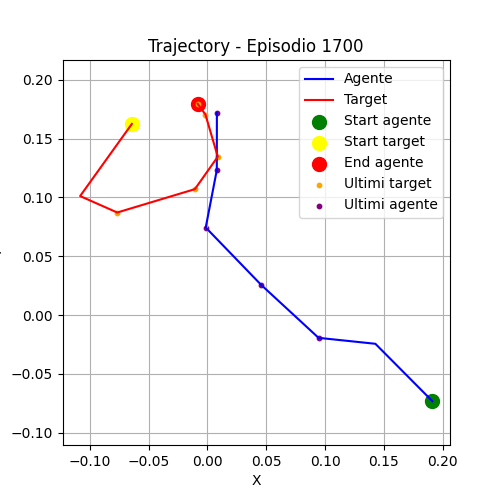 Trajectory - Episodio 1700
0.20
0.15
0.10
0.05
0.00
−0.05
−0.10
−0.10
−0.05
0.00
0.05
0.10
0.15
0.20
X
Agente
Target
Start agente
Start target
End agente
Ultimi target
Ultimi agente